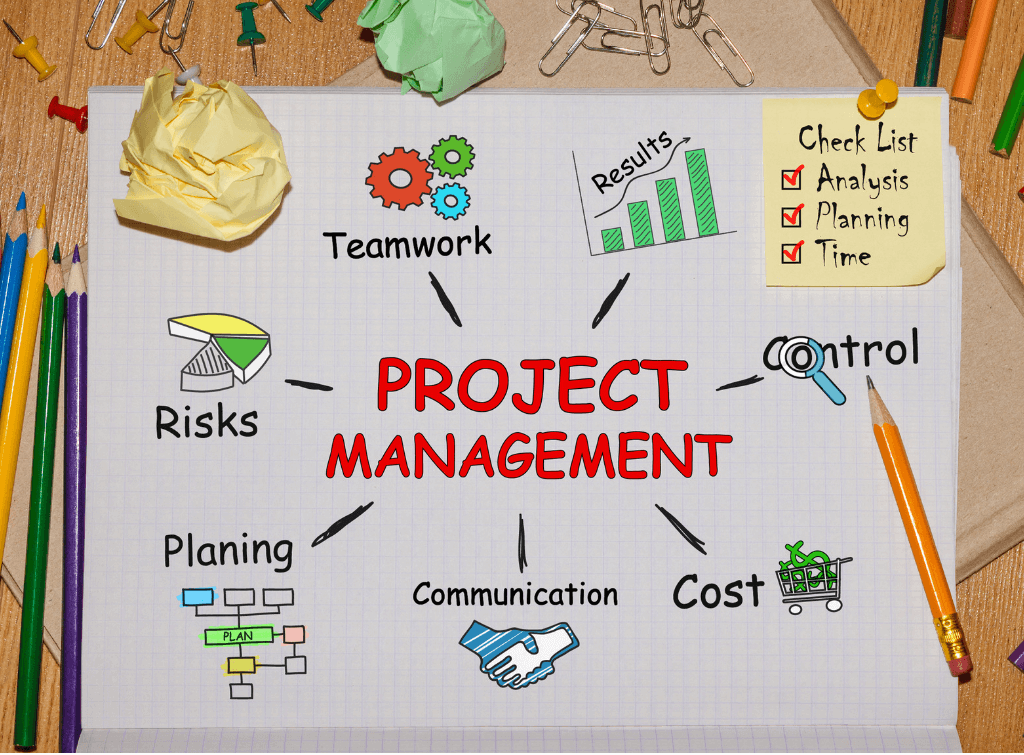 Teamwork
Results
Check List
Analysis
Planning
Time
Risks
PROJECT
MANAGEMENT
Control
Planing
PLAN
Communication
Cost